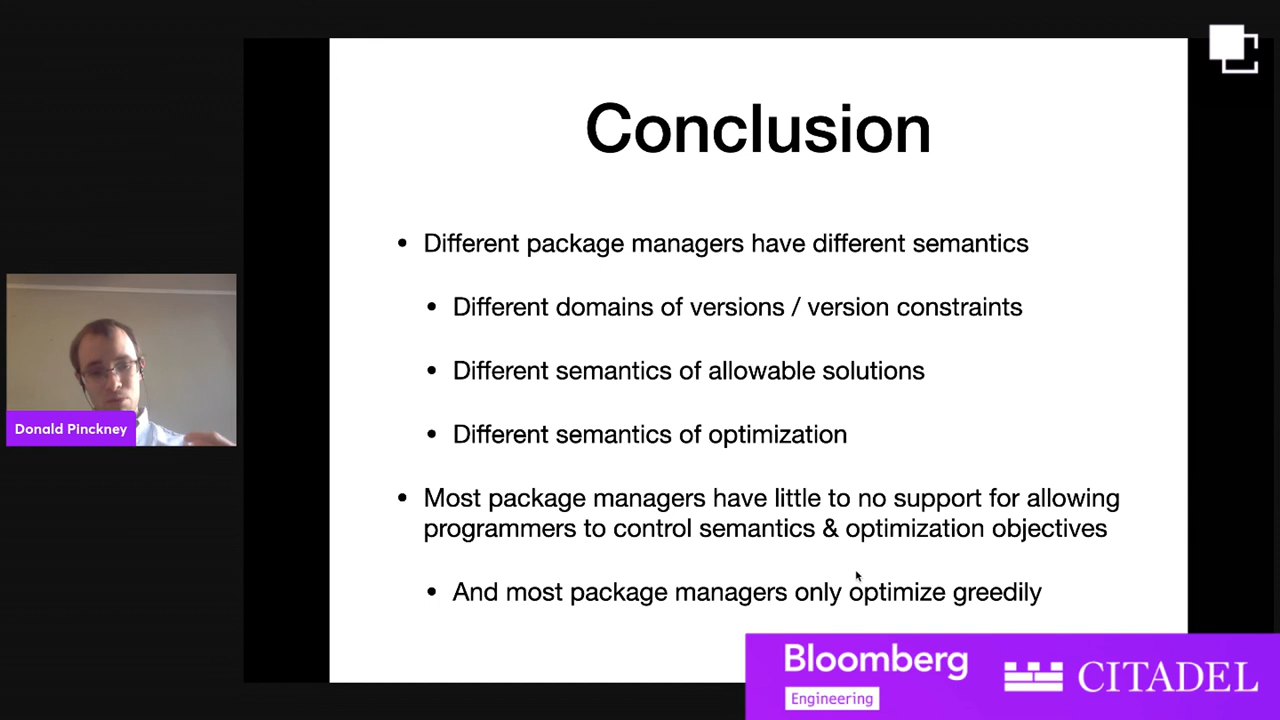 Conclusion
• Different package managers have different semantics
• Different domains of versions / version constraints
• Different semantics of allowable solutions
• Different semantics of optimization
• Most package managers have little to no support for allowing
programmers to control semantics & optimization objectives
• And most package managers only optimize greedily
Donald Pinckney
Bloomberg
Engineering
CITADEL